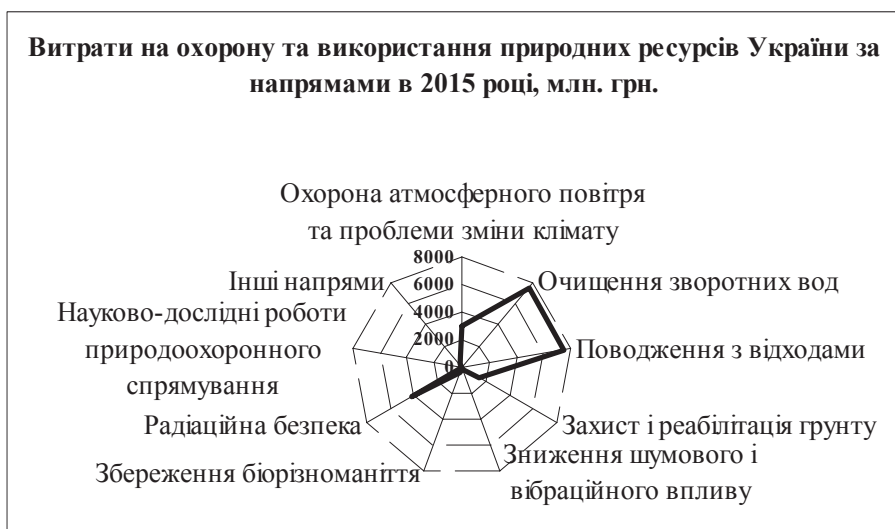 Витрати на охорону та використання природних ресурсів України за
напрямами в 2015 році, млн. грн.
Охорона атмосферного повітря
та проблеми зміни клімату
8000
6000
4000
2000
0
Очищення зворотних вод
Поводження з відходами
Захист і реабілітація грунту
Зниження шумового і
вібраційного впливу
Збереження біорізноманіття
Радіаційна безпека
Науково-дослідні роботи
природоохоронного
спрямування
Інші напрями